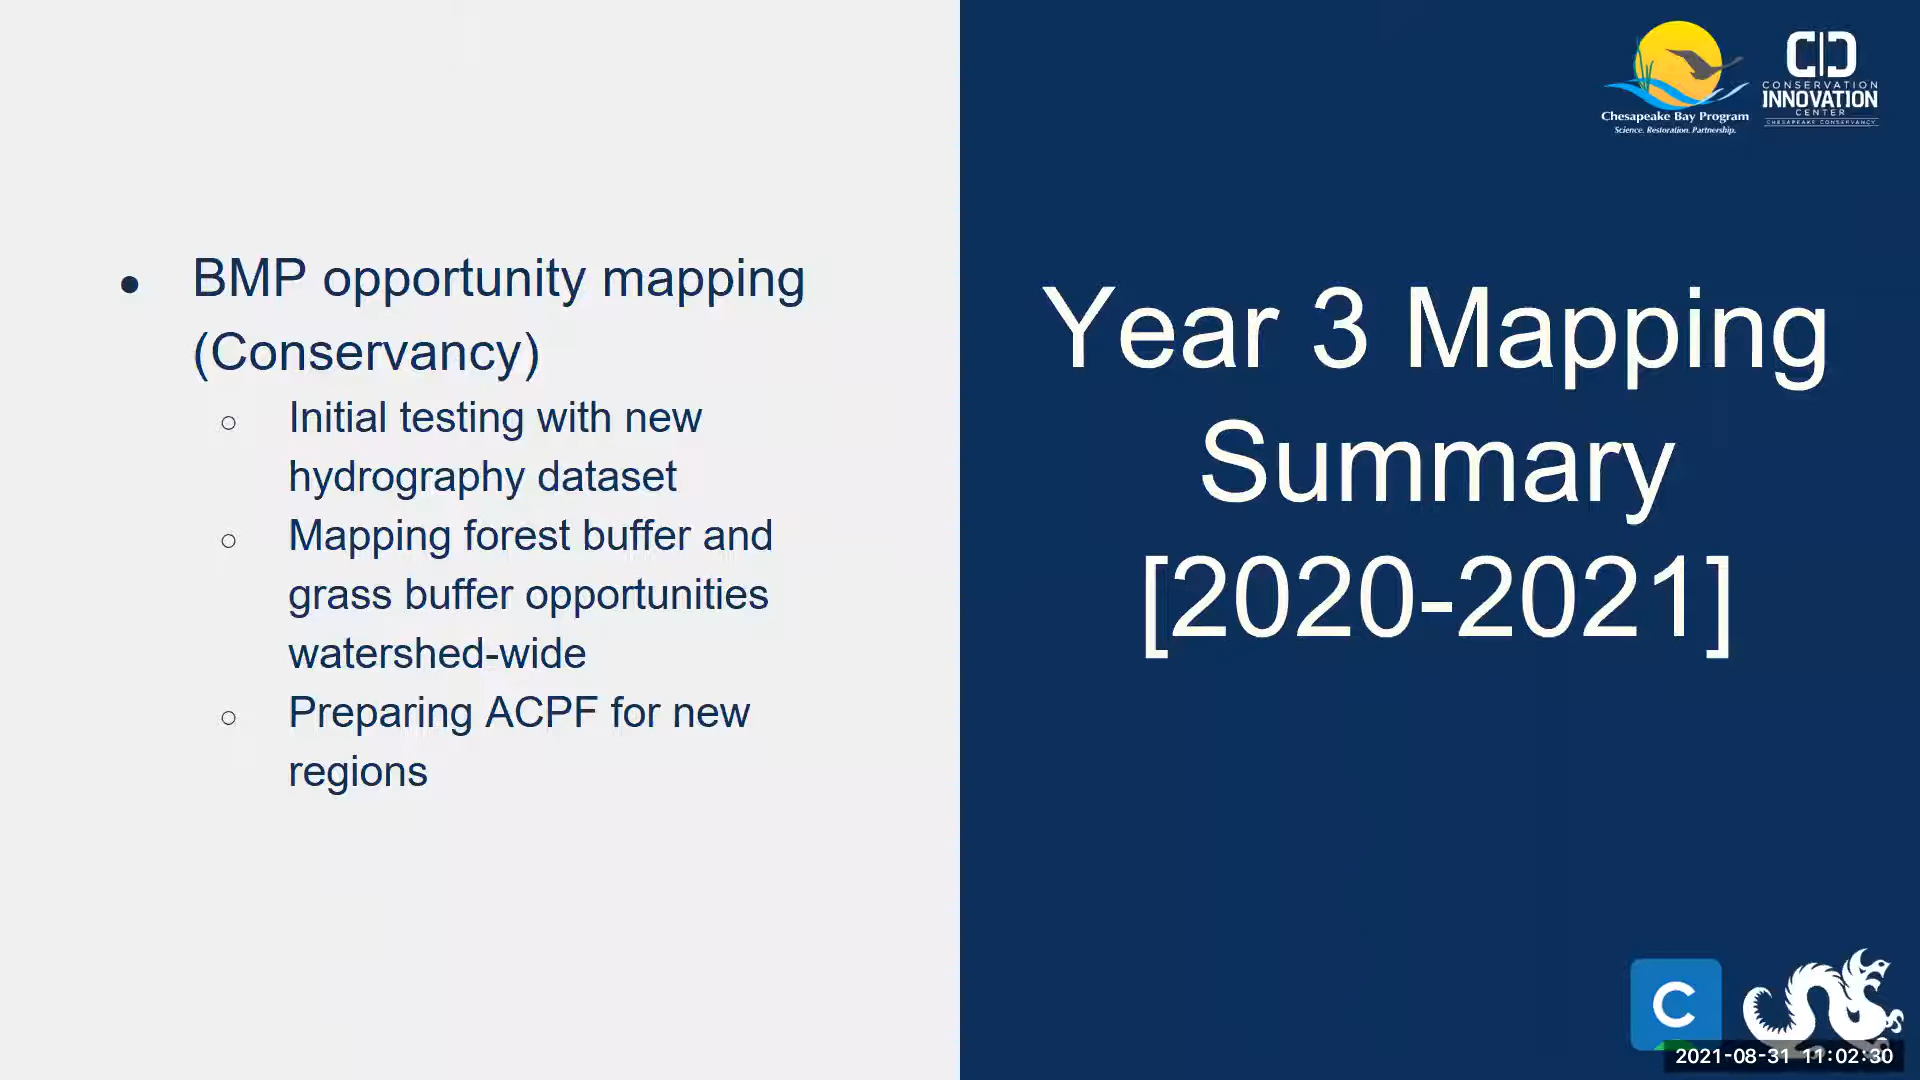 Chesapeake Bay Program
Science. Restoration. Partnership.
CONSERVATION
INNOVATION
CENTER
CHESAPEAKE CONSERVANCY
● BMP opportunity mapping
(Conservancy)
○ Initial testing with new
hydrography dataset
○ Mapping forest buffer and
grass buffer opportunities
watershed-wide
○ Preparing ACPF for new
regions
Year 3 Mapping
Summary
[2020-2021]
C
2021-08-31 11:02:30